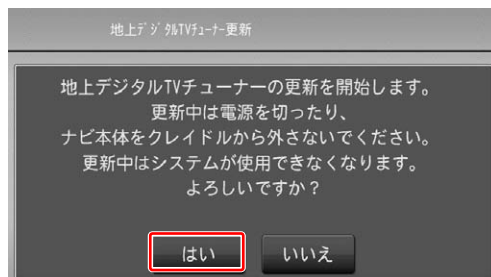 地上ﾃﾞｼﾞﾀﾙTVﾁｭｰﾅｰ更新
地上デジタルTVチューナーの更新を開始します。
更新中は電源を切ったり、
ナビ本体をクレイドルから外さないでください。
更新中はシステムが使用できなくなります。
よろしいですか？
はい
いいえ